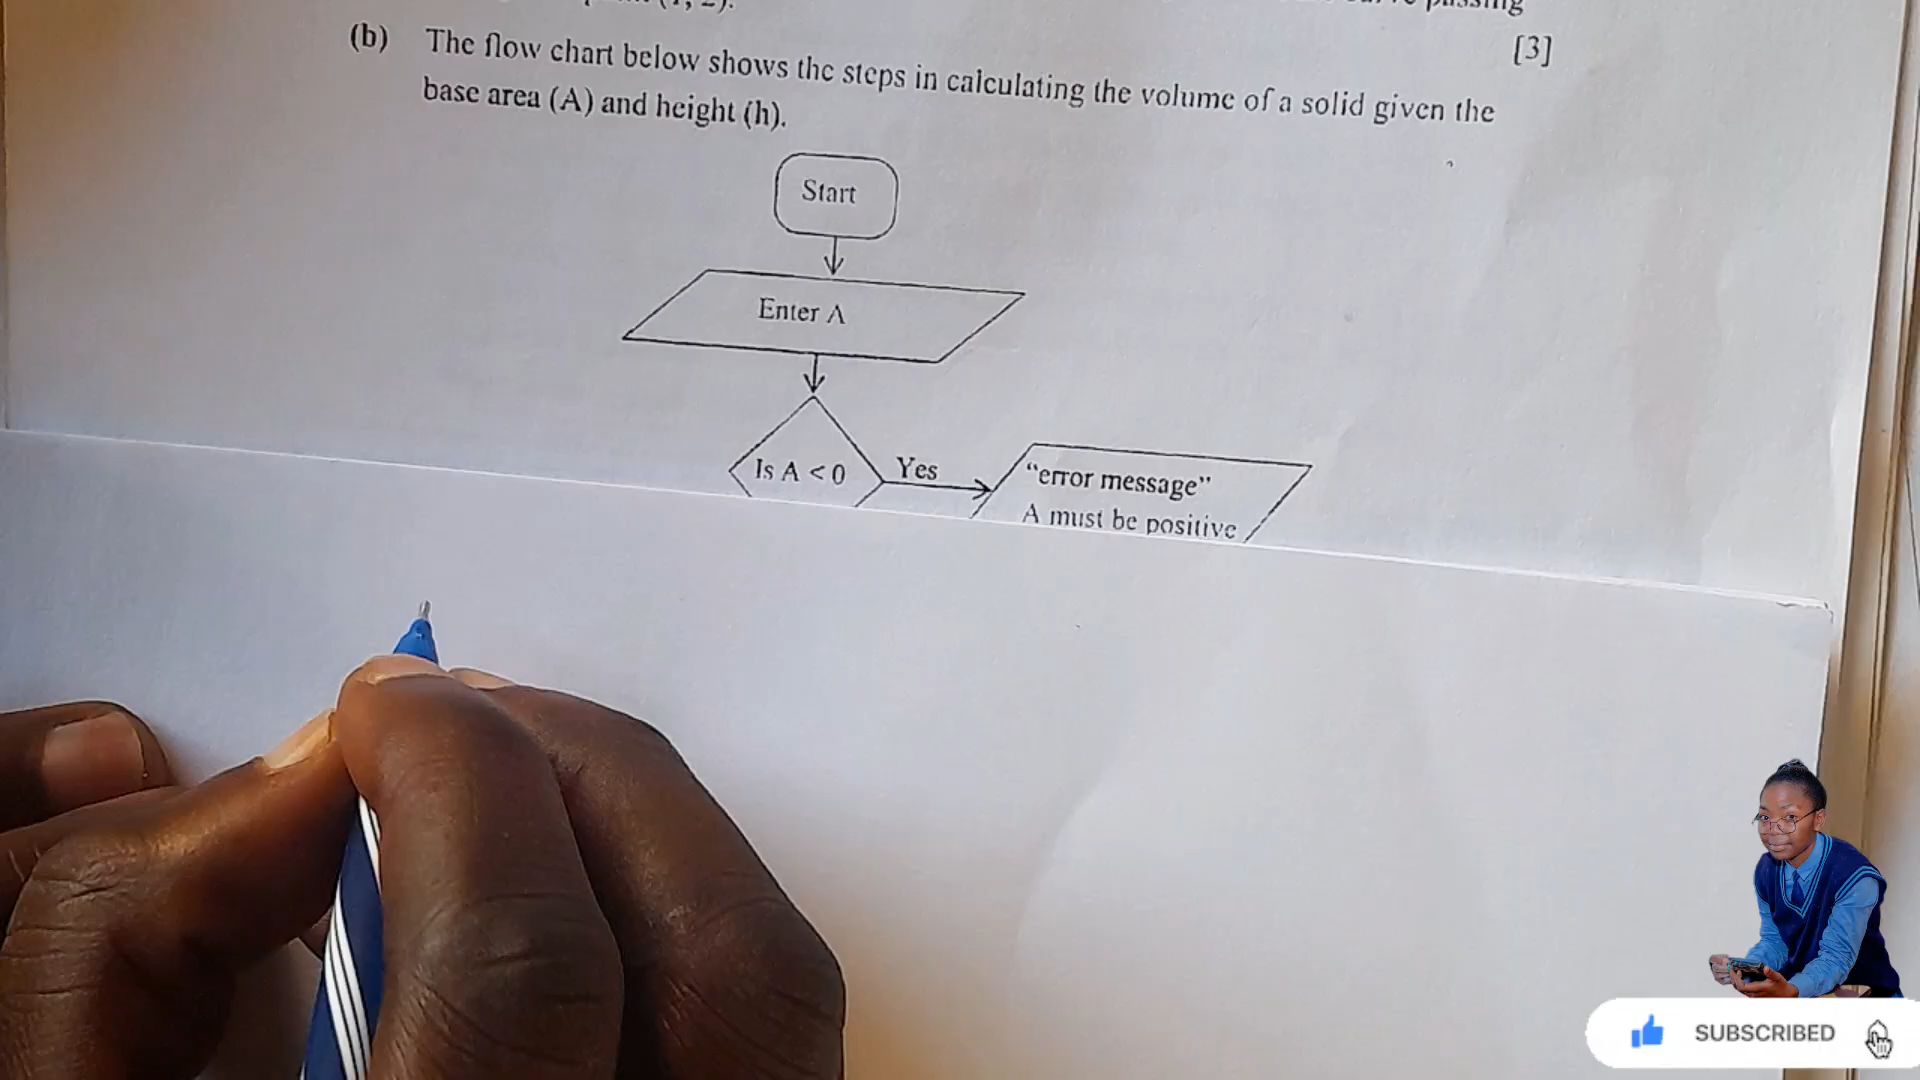 passing
[3]
(b) The flow chart below shows the steps in calculating the volume of a solid given the
base area (A) and height (h).
Start
Enter A
Is A < 0
Yes
"error message"
A must be positive
SUBSCRIBED